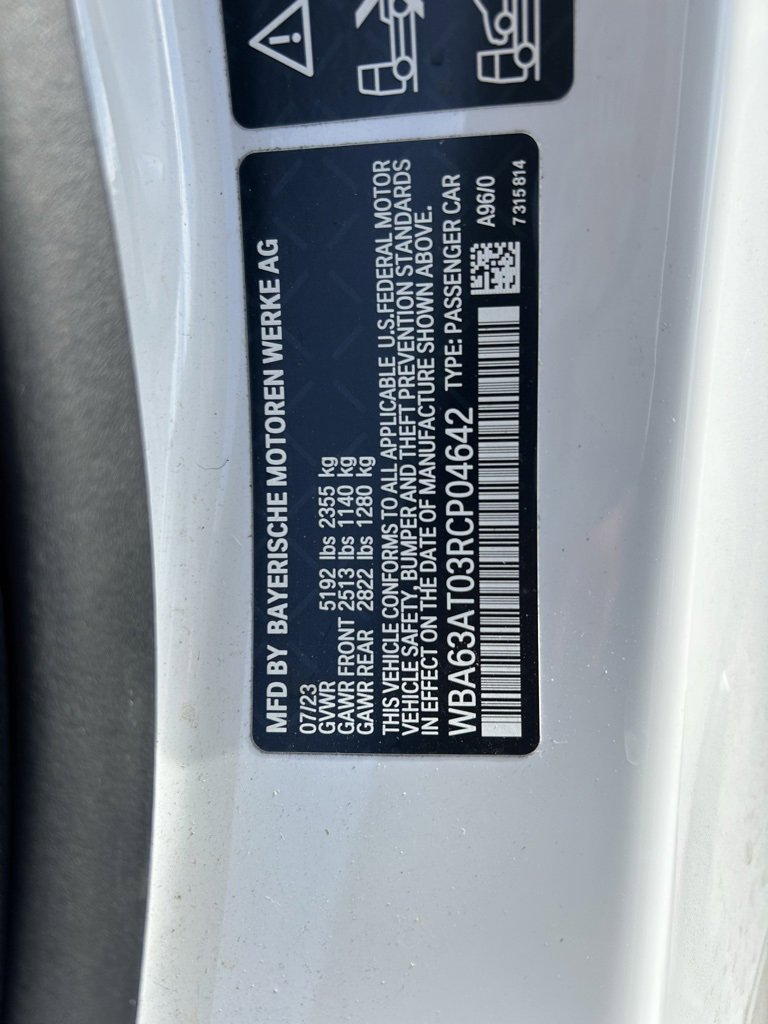 MFD BY BAYERISCHE MOTOREN WERKE AG
07/23
GVWR 5192 lbs 2355 kg
GAWR FRONT 2513 lbs 1140 kg
GAWR REAR 2822 lbs 1280 kg
THIS VEHICLE CONFORMS TO ALL APPLICABLE U.S.FEDERAL MOTOR
VEHICLE SAFETY, BUMPER AND THEFT PREVENTION STANDARDS
IN EFFECT ON THE DATE OF MANUFACTURE SHOWN ABOVE.
WBA63AT03RCP04642 TYPE: PASSENGER CAR
A96/0
7 315 814